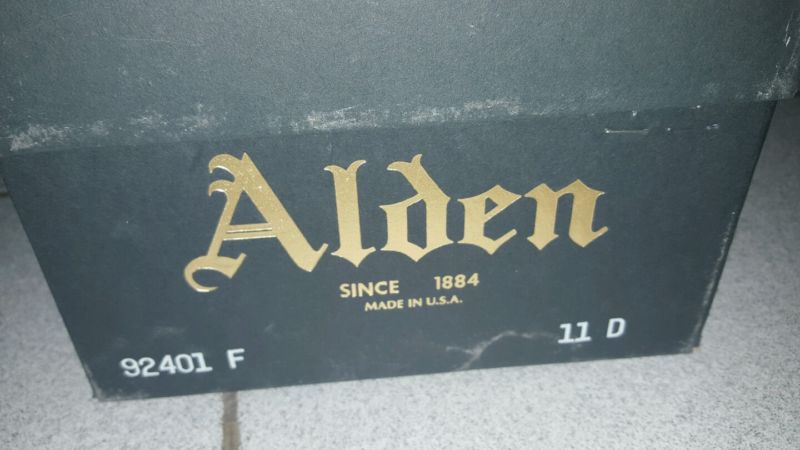 Alden
SINCE 1884
MADE IN U.S.A.
92401 F 11 D